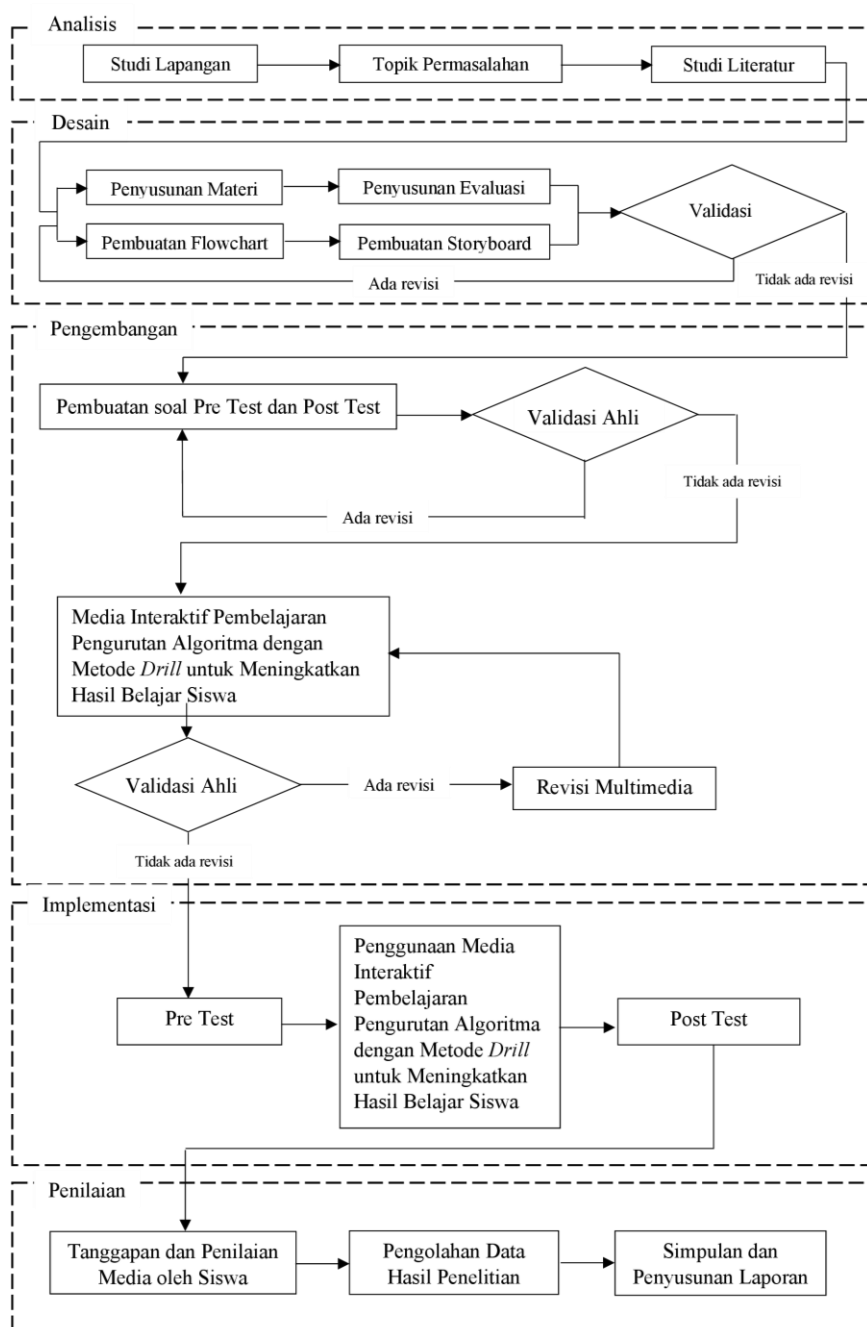 Analisis
Studi Lapangan
Topik Permasalahan
Studi Literatur
Desain
Penyusunan Materi
Penyusunan Evaluasi
Validasi
Pembuatan Flowchart
Pembuatan Storyboard
Ada revisi
Tidak ada revisi
Pengembangan
Pembuatan soal Pre Test dan Post Test
Validasi Ahli
Tidak ada revisi
Ada revisi
Media Interaktif Pembelajaran
Pengurutan Algoritma dengan
Metode Drill untuk Meningkatkan
Hasil Belajar Siswa
Validasi Ahli
Ada revisi
Revisi Multimedia
Tidak ada revisi
Implementasi
Pre Test
Penggunaan Media
Interaktif
Pembelajaran
Pengurutan Algoritma
dengan Metode Drill
untuk Meningkatkan
Hasil Belajar Siswa
Post Test
Penilaian
Tanggapan dan Penilaian
Media oleh Siswa
Pengolahan Data
Hasil Penelitian
Simpulan dan
Penyusunan Laporan